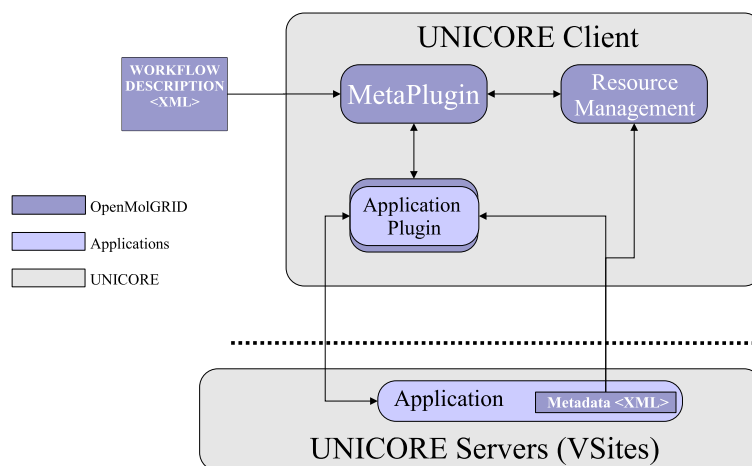 UNICORE Client
WORKFLOW
DESCRIPTION
<XML>
MetaPlugin
Resource
Management
Application
Plugin
OpenMolGRID
Applications
UNICORE
Application
Metadata <XML>
UNICORE Servers (VSites)